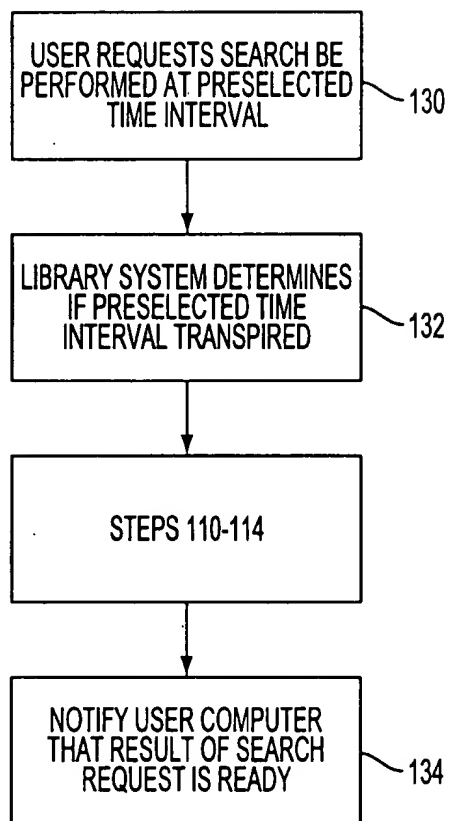 USER REQUESTS SEARCH BE
PERFORMED AT PRESELECTED
TIME INTERVAL
130
LIBRARY SYSTEM DETERMINES
IF PRESELECTED TIME
INTERVAL TRANSPIRED
132
STEPS 110-114
NOTIFY USER COMPUTER
THAT RESULT OF SEARCH
REQUEST IS READY
134